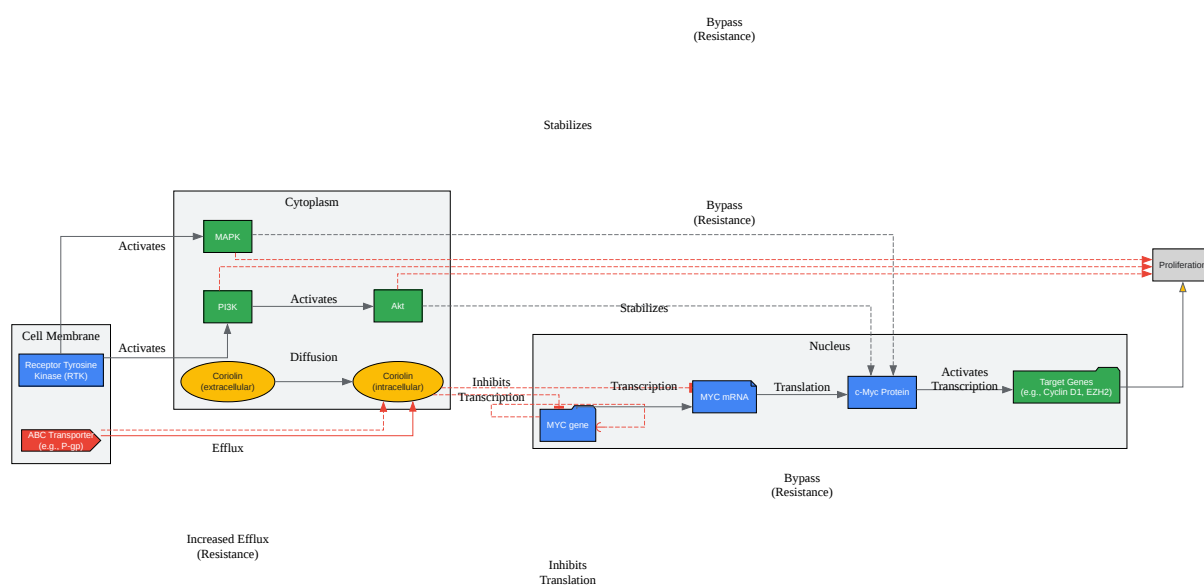 Bypass
(Resistance)
Stabilizes
Cytoplasm
Bypass
(Resistance)
MAPK
Activates
Proliferation
PI3K
Activates
Akt
Stabilizes
Cell Membrane
Nucleus
Activates
Receptor Tyrosine
Kinase (RTK)
Diffusion
Coriolin
(extracellular)
Coriolin
(intracellular)
Inhibits
Transcription
Transcription
MYC mRNA
Translation
c-Myc Protein
Activates
Transcription
Target Genes
(e.g., Cyclin D1, EZH2)
MYC gene
ABC Transporter
(e.g., P-gp)
Efflux
Bypass
(Resistance)
Increased Efflux
(Resistance)
Inhibits
Translation